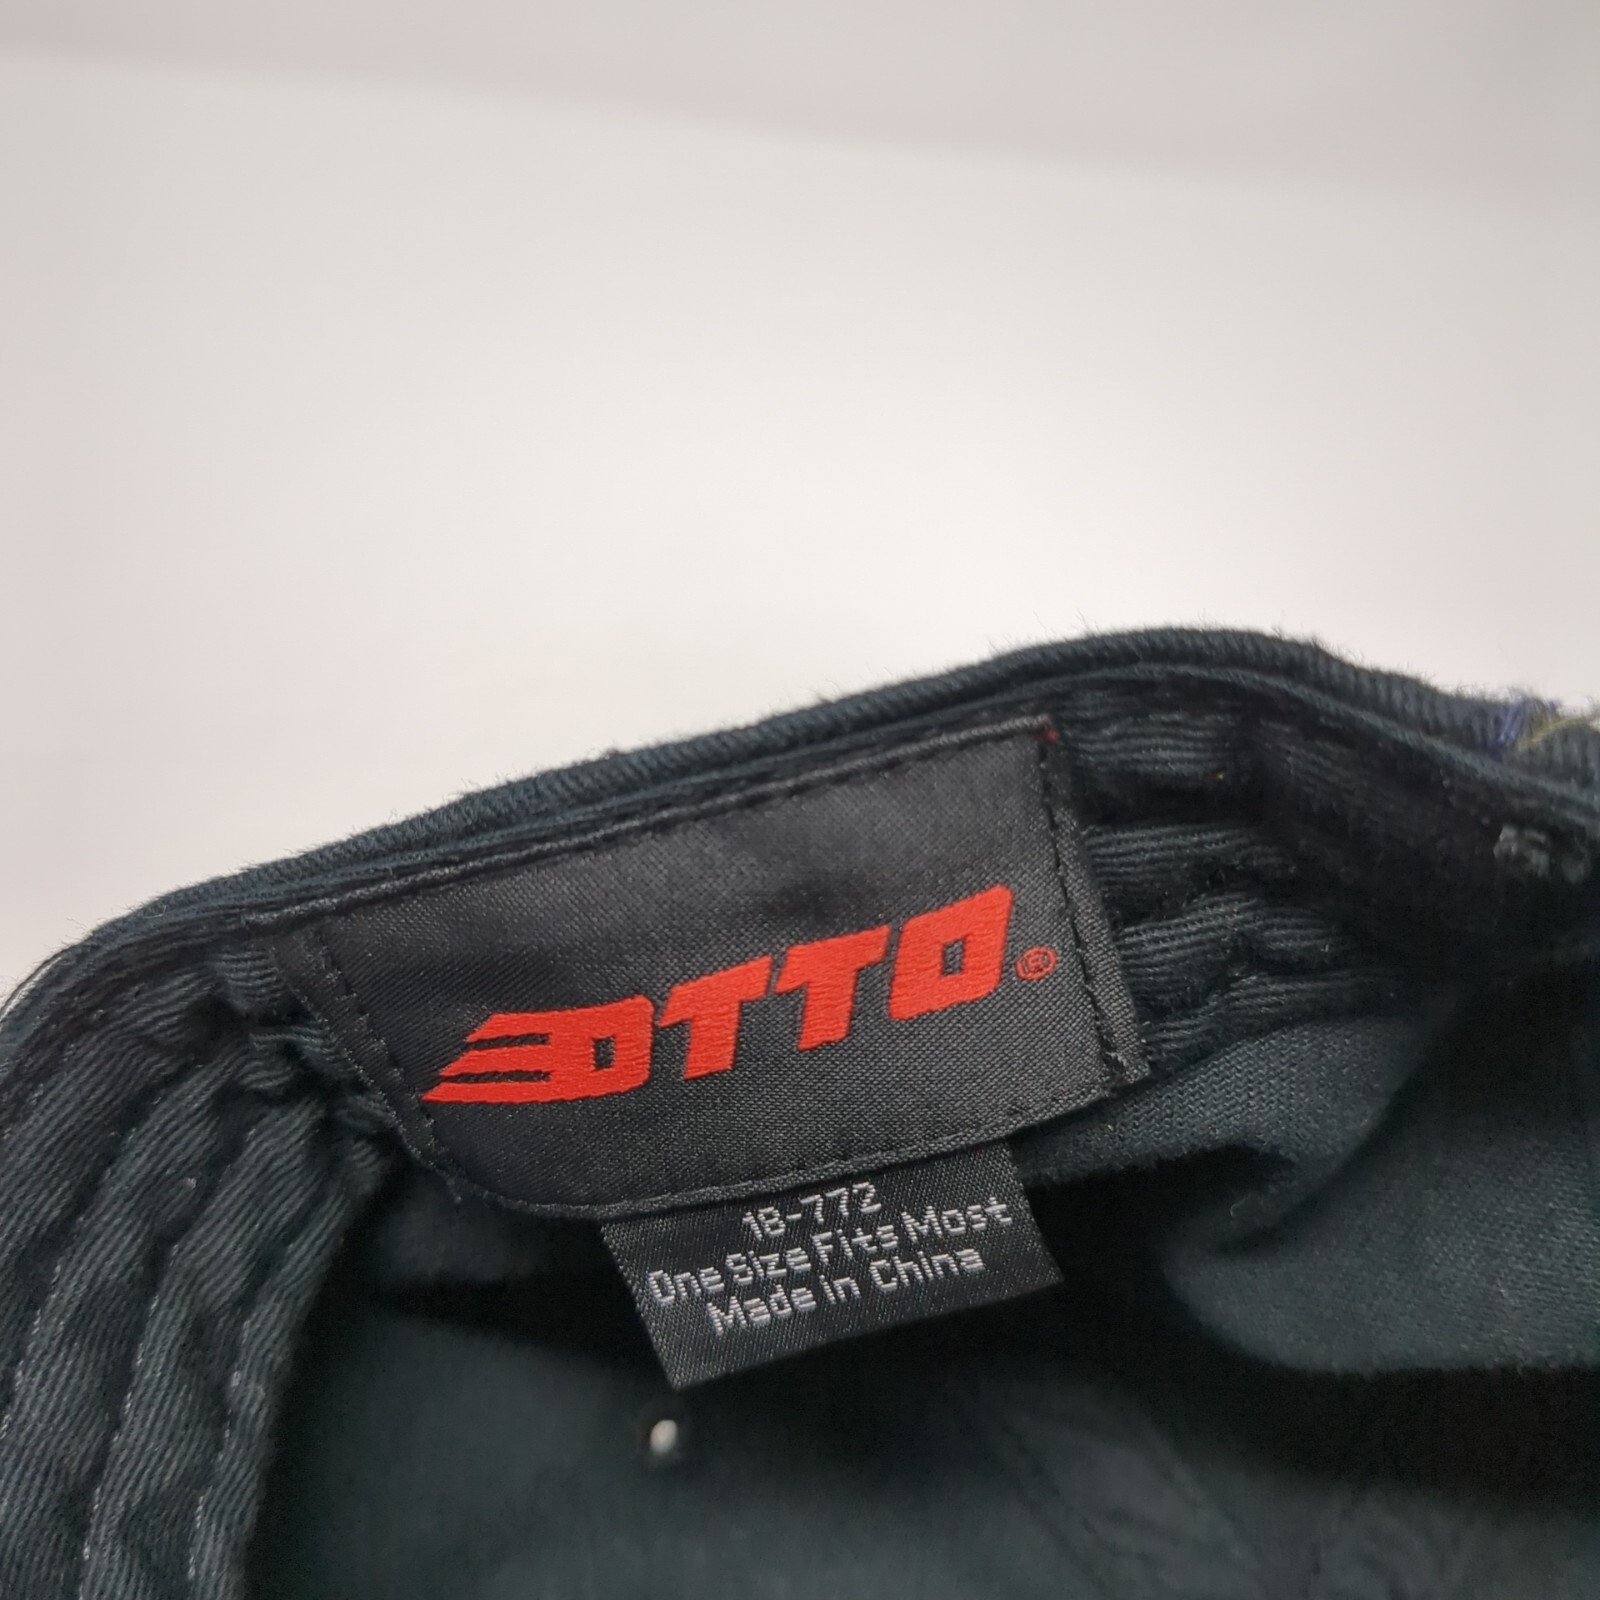 OTTO®
18-772
One Size Fits Most
Made in China